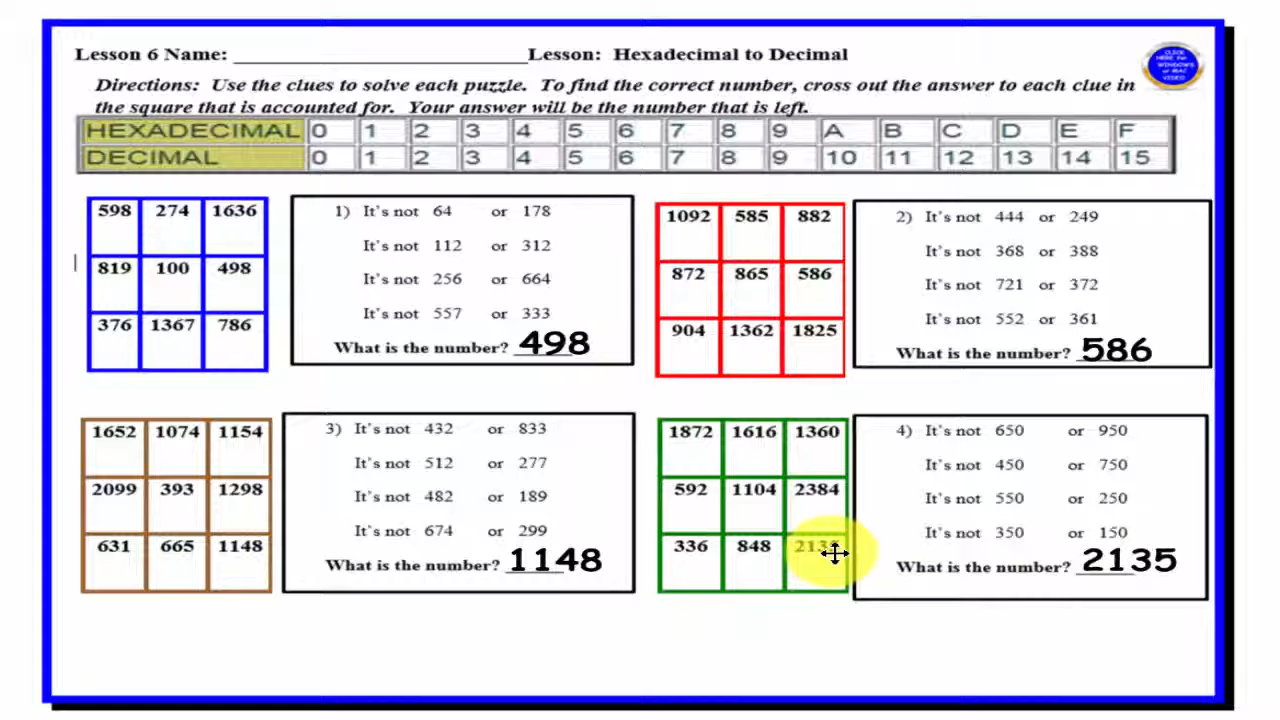 Lesson 6 Name: ____________________________Lesson: Hexadecimal to Decimal
CLICK
HERE for
WINDOWS
or MAC
VIDEO
Directions: Use the clues to solve each puzzle. To find the correct number, cross out the answer to each clue in
the square that is accounted for. Your answer will be the number that is left.
HEXADECIMAL 0 1 2 3 4 5 6 7 8 9 A B C D E F
DECIMAL 0 1 2 3 4 5 6 7 8 9 10 11 12 13 14 15
598 274 1636
819 100 498
376 1367 786
1) It's not 64 or 178
It's not 112 or 312
It's not 256 or 664
It's not 557 or 333
What is the number? 498
1092 585 882
872 865 586
904 1362 1825
2) It's not 444 or 249
It's not 368 or 388
It's not 721 or 372
It's not 552 or 361
What is the number? 586
1652 1074 1154
2099 393 1298
631 665 1148
3) It's not 432 or 833
It's not 512 or 277
It's not 482 or 189
It's not 674 or 299
What is the number? 1148
1872 1616 1360
592 1104 2384
336 848 2135
4) It's not 650 or 950
It's not 450 or 750
It's not 550 or 250
It's not 350 or 150
What is the number? 2135